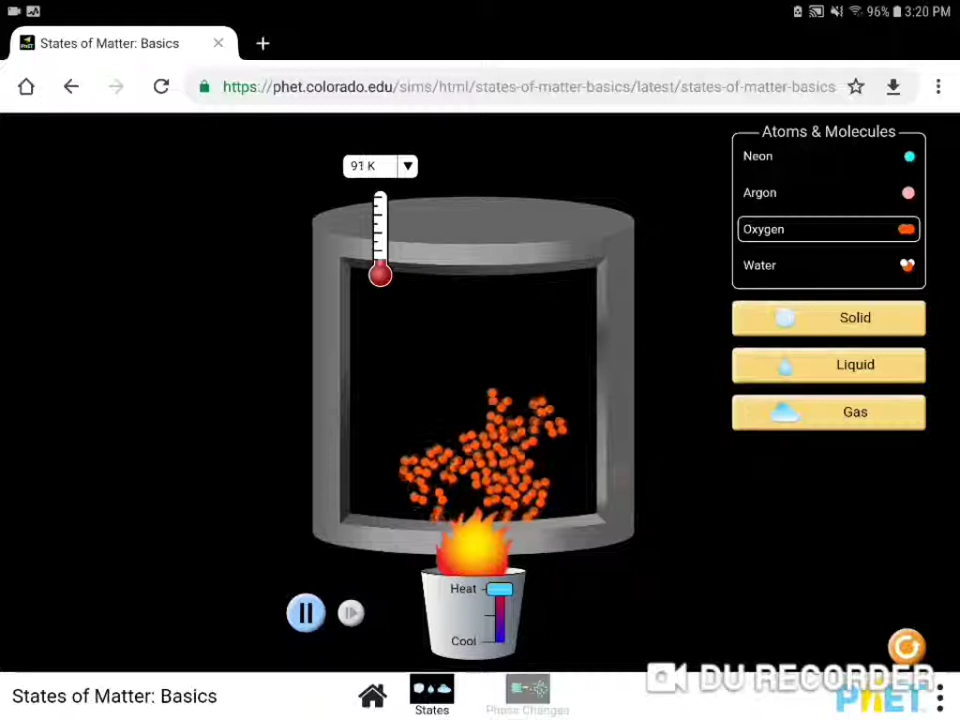 96% 3:20 PM
States of Matter: Basics
https://phet.colorado.edu/sims/html/states-of-matter-basics/latest/states-of-matter-basics
Atoms & Molecules
91 K
Neon
Argon
Oxygen
Water
Solid
Liquid
Gas
Heat
Cool
DU RECORDER
States of Matter: Basics
States
Phase Changes
PhET